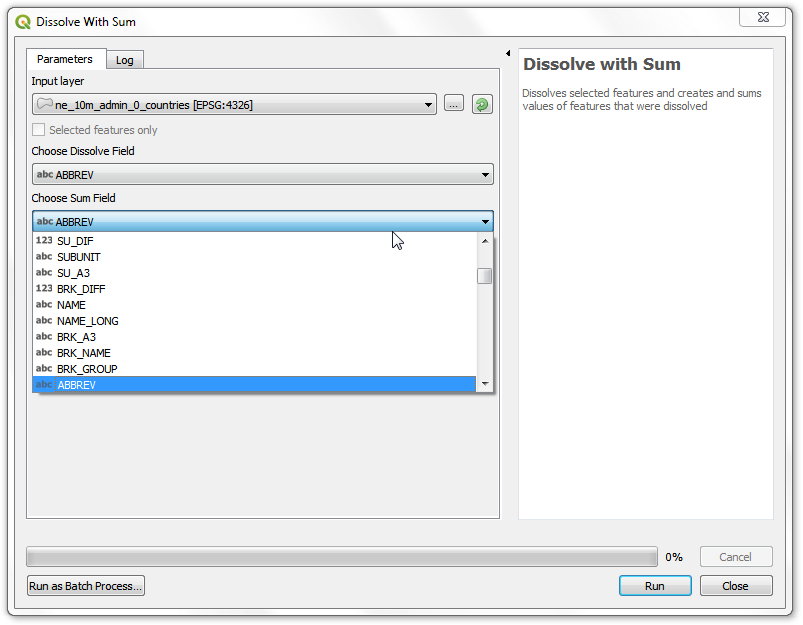 Dissolve With Sum
Parameters
Log
Input layer
ne_10m_admin_0_countries [EPSG:4326]
...
Selected features only
Choose Dissolve Field
abc ABBREV
Choose Sum Field
abc ABBREV
123 SU_DIF
abc SUBUNIT
abc SU_A3
123 BRK_DIFF
abc NAME
abc NAME_LONG
abc BRK_A3
abc BRK_NAME
abc BRK_GROUP
abc ABBREV
Dissolve with Sum
Dissolves selected features and creates and sums
values of features that were dissolved
0%
Cancel
Run as Batch Process...
Run
Close